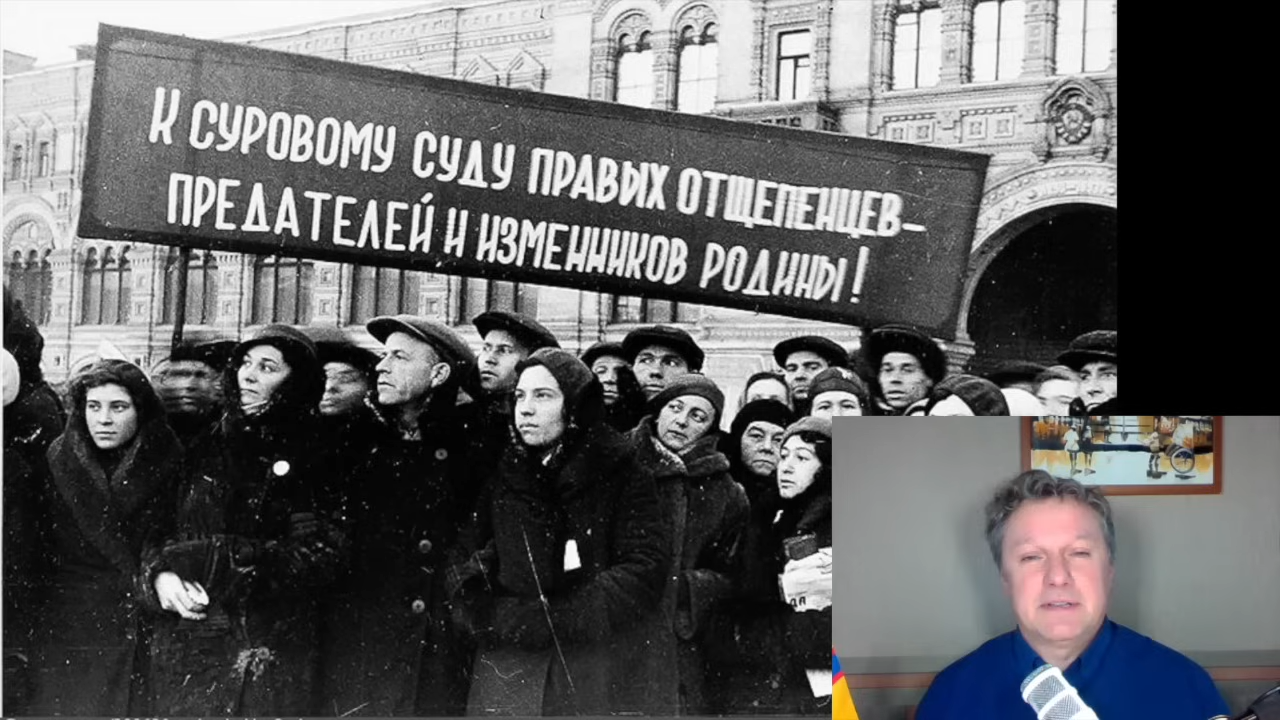 К СУРОВОМУ СУДУ ПРАВЫХ ОТЩЕПЕНЦЕВ–
ПРЕДАТЕЛЕЙ И ИЗМЕННИКОВ РОДИНЫ!